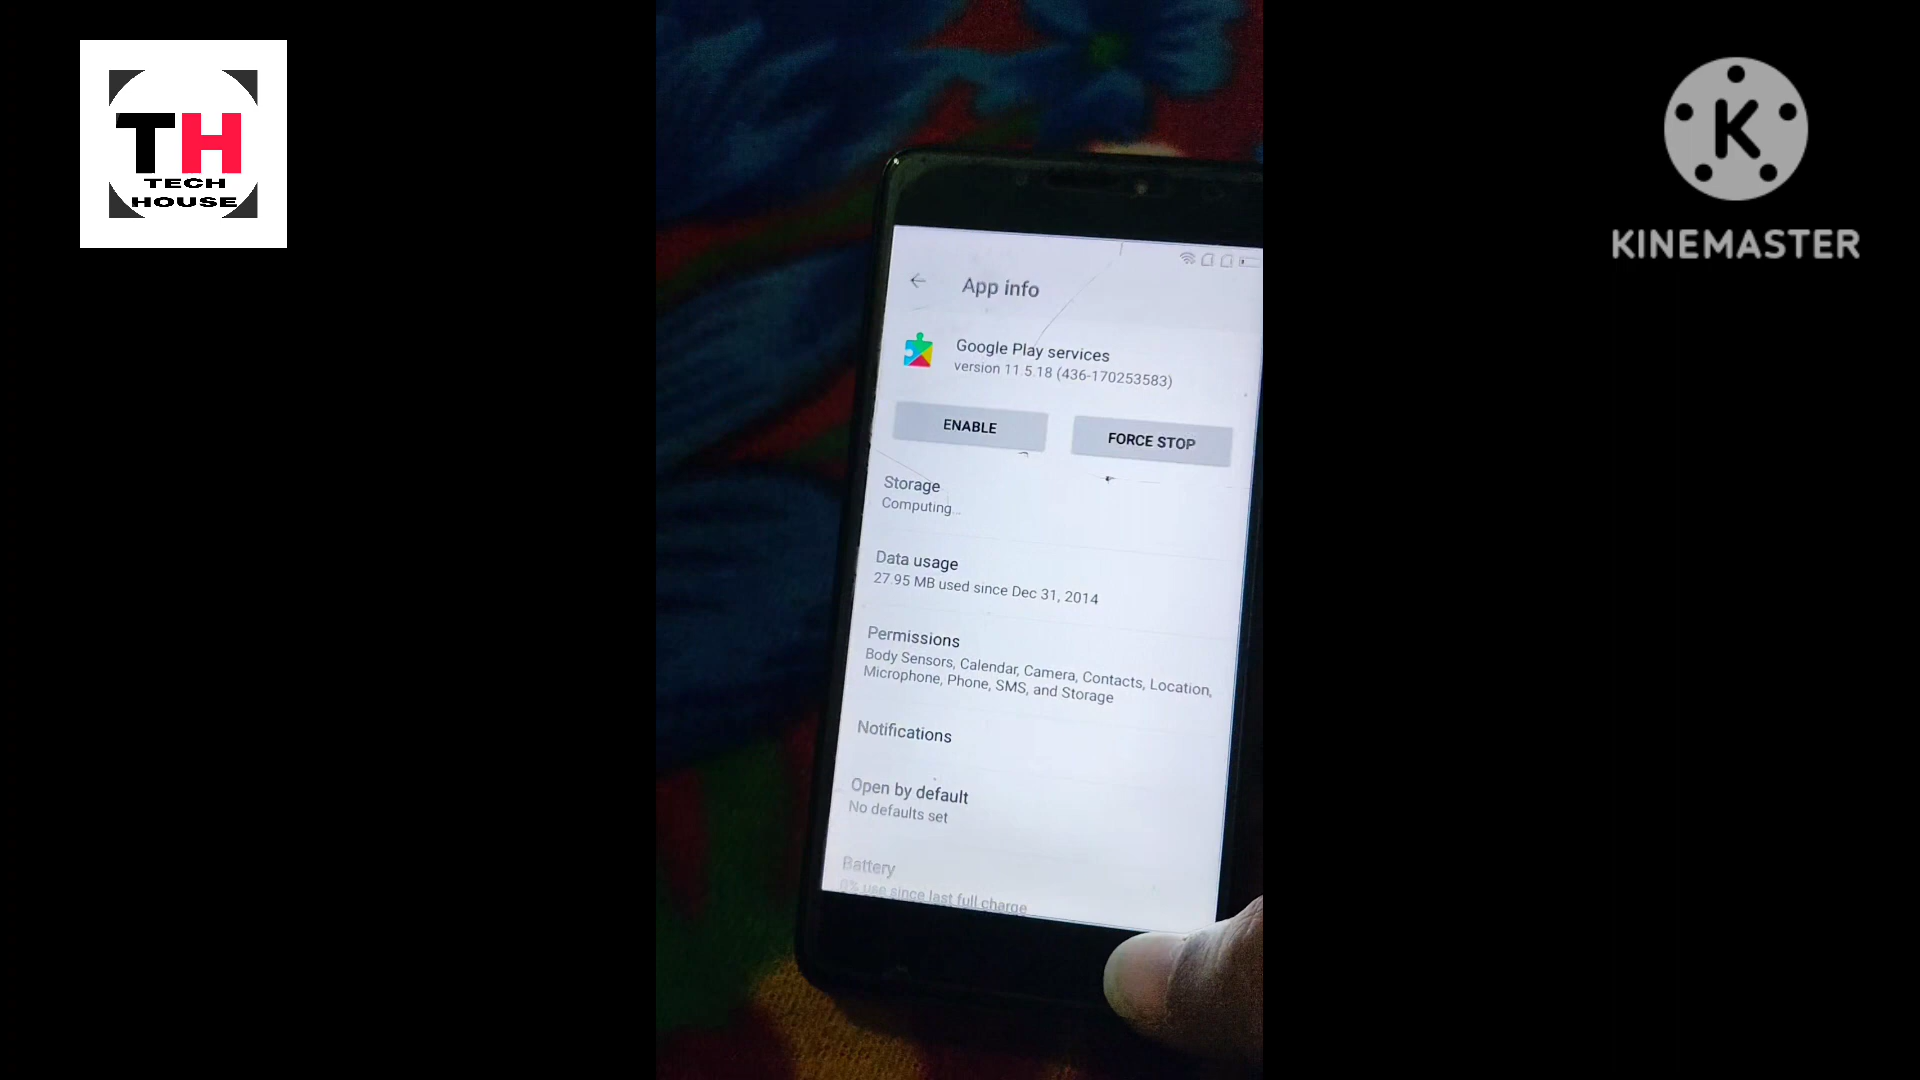 TH
TECH
HOUSE
K
KINEMASTER
App info
Google Play services
version 11.5.18 (436-170253583)
ENABLE
FORCE STOP
Storage
Computing...
Data usage
27.95 MB used since Dec 31, 2014
Permissions
Body Sensors, Calendar, Camera, Contacts, Location,
Microphone, Phone, SMS, and Storage
Notifications
Open by default
No defaults set
Battery
0% use since last full charge